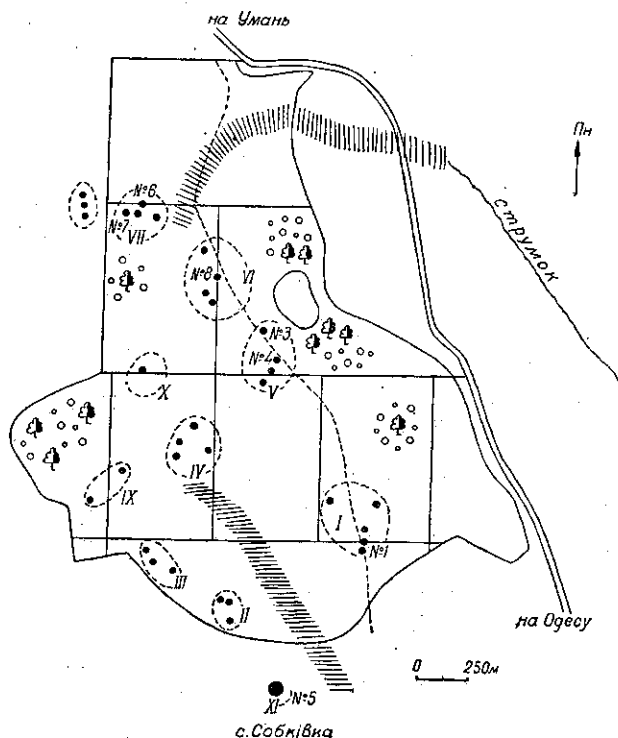 на Умань
Пн
струмок
№6
№7
VII
№8
VI
№3
№4
V
X
IV
IX
I
№1
III
II
на Одесу
0 250м
XI №5
с. Собківка